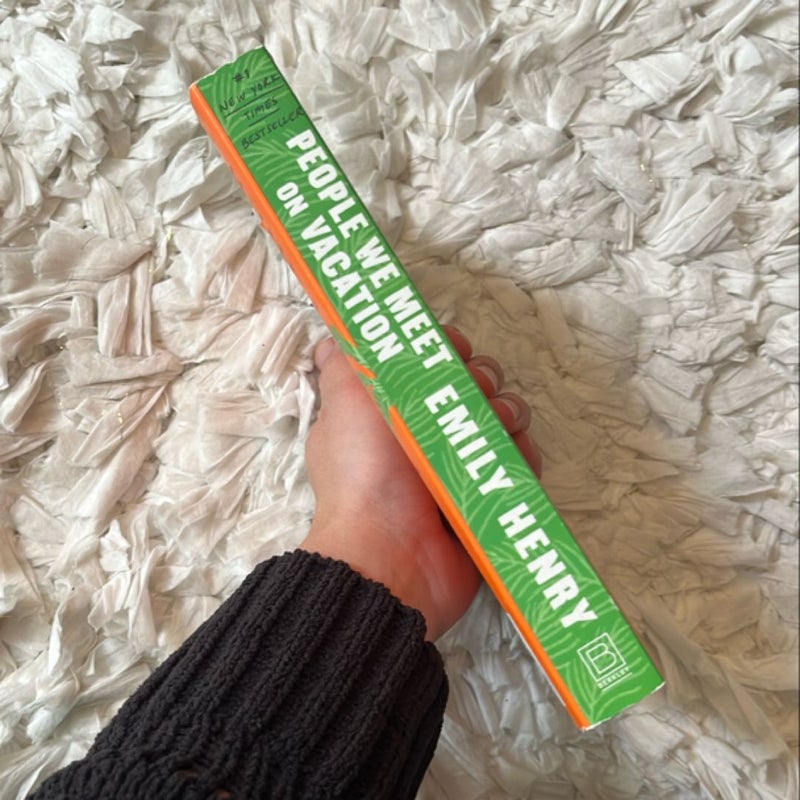 #1
NEW YORK
TIMES
BESTSELLER
PEOPLE WE MEET
ON VACATION
EMILY HENRY
B
BERKLEY